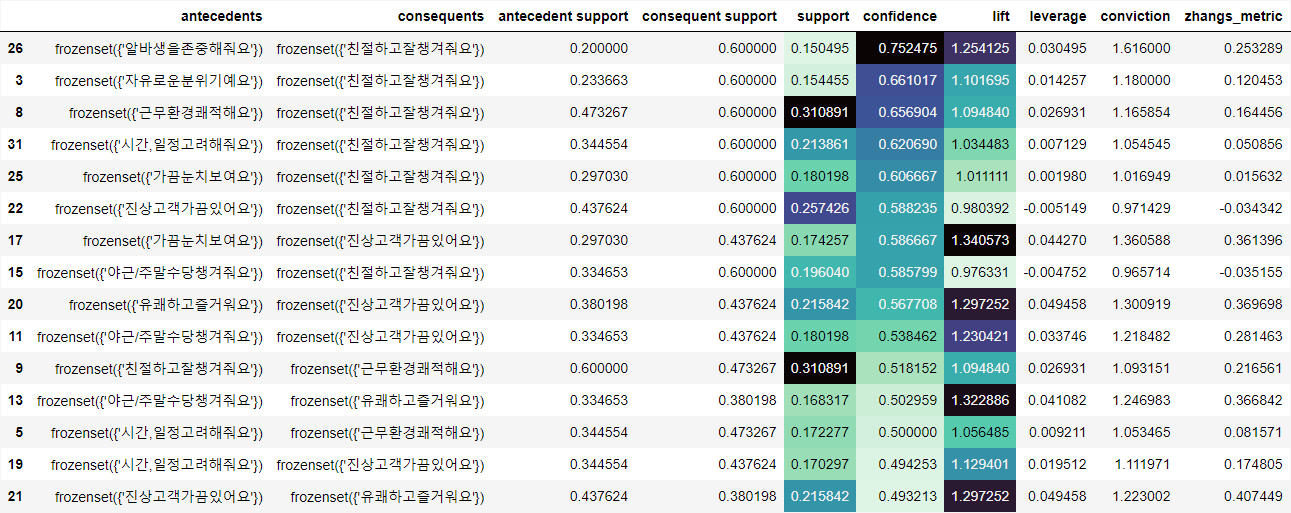 antecedents consequents antecedent support consequent support support confidence lift leverage conviction zhangs_metric
26 frozenset({'알바생을존중해줘요'}) frozenset({'친절하고잘챙겨줘요'}) 0.200000 0.600000 0.150495 0.752475 1.254125 0.030495 1.616000 0.253289
3 frozenset({'자유로운분위기예요'}) frozenset({'친절하고잘챙겨줘요'}) 0.233663 0.600000 0.154455 0.661017 1.101695 0.014257 1.180000 0.120453
8 frozenset({'근무환경쾌적해요'}) frozenset({'친절하고잘챙겨줘요'}) 0.473267 0.600000 0.310891 0.656904 1.094840 0.026931 1.165854 0.164456
31 frozenset({'시간,일정고려해줘요'}) frozenset({'친절하고잘챙겨줘요'}) 0.344554 0.600000 0.213861 0.620690 1.034483 0.007129 1.054545 0.050856
25 frozenset({'가끔눈치보여요'}) frozenset({'친절하고잘챙겨줘요'}) 0.297030 0.600000 0.180198 0.606667 1.011111 0.001980 1.016949 0.015632
22 frozenset({'진상고객가끔있어요'}) frozenset({'친절하고잘챙겨줘요'}) 0.437624 0.600000 0.257426 0.588235 0.980392 -0.005149 0.971429 -0.034342
17 frozenset({'가끔눈치보여요'}) frozenset({'진상고객가끔있어요'}) 0.297030 0.437624 0.174257 0.586667 1.340573 0.044270 1.360588 0.361396
15 frozenset({'야근/주말수당챙겨줘요'}) frozenset({'친절하고잘챙겨줘요'}) 0.334653 0.600000 0.196040 0.585799 0.976331 -0.004752 0.965714 -0.035155
20 frozenset({'유쾌하고즐거워요'}) frozenset({'진상고객가끔있어요'}) 0.380198 0.437624 0.215842 0.567708 1.297252 0.049458 1.300919 0.369698
11 frozenset({'야근/주말수당챙겨줘요'}) frozenset({'진상고객가끔있어요'}) 0.334653 0.437624 0.180198 0.538462 1.230421 0.033746 1.218482 0.281463
9 frozenset({'친절하고잘챙겨줘요'}) frozenset({'근무환경쾌적해요'}) 0.600000 0.473267 0.310891 0.518152 1.094840 0.026931 1.093151 0.216561
13 frozenset({'야근/주말수당챙겨줘요'}) frozenset({'유쾌하고즐거워요'}) 0.334653 0.380198 0.168317 0.502959 1.322886 0.041082 1.246983 0.366842
5 frozenset({'시간,일정고려해줘요'}) frozenset({'근무환경쾌적해요'}) 0.344554 0.473267 0.172277 0.500000 1.056485 0.009211 1.053465 0.081571
19 frozenset({'시간,일정고려해줘요'}) frozenset({'진상고객가끔있어요'}) 0.344554 0.437624 0.170297 0.494253 1.129401 0.019512 1.111971 0.174805
21 frozenset({'진상고객가끔있어요'}) frozenset({'유쾌하고즐거워요'}) 0.437624 0.380198 0.215842 0.493213 1.297252 0.049458 1.223002 0.407449